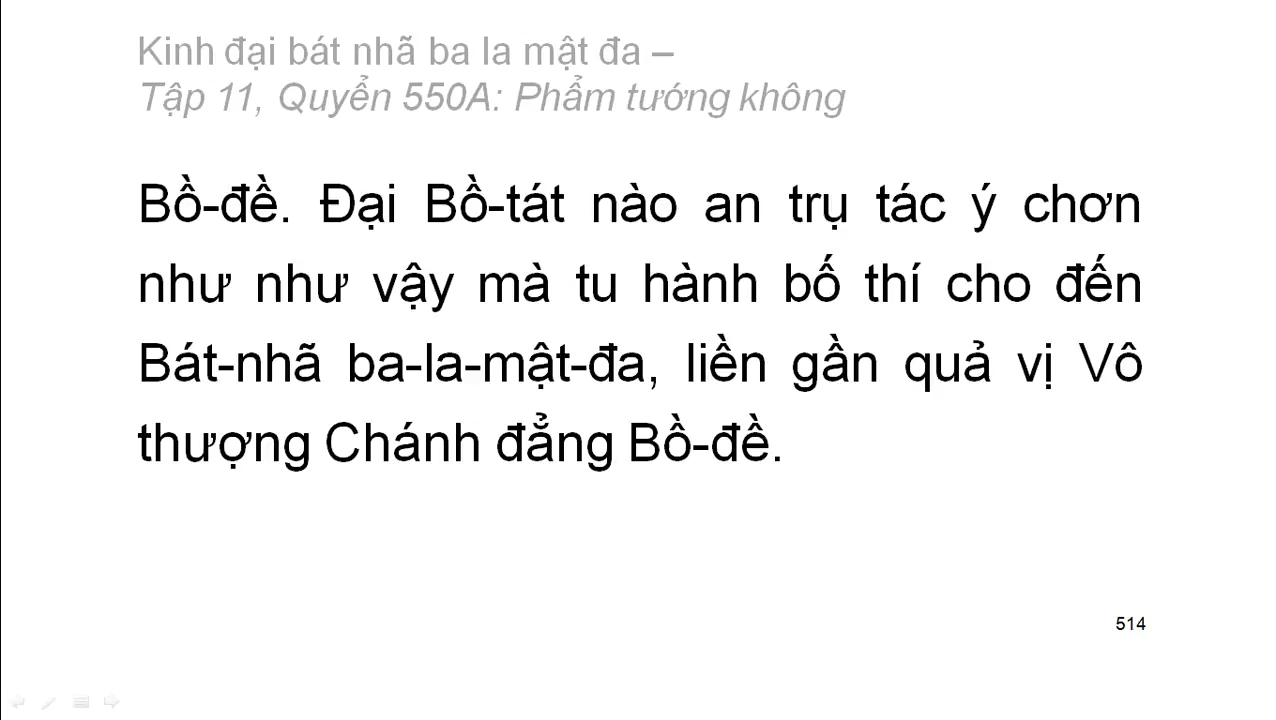 Kinh đại bát nhã ba la mật đa –
Tập 11, Quyển 550A: Phẩm tướng không
Bồ-đề. Đại Bồ-tát nào an trụ tác ý chơn
như như vậy mà tu hành bố thí cho đến
Bát-nhã ba-la-mật-đa, liền gần quả vị Vô
thượng Chánh đẳng Bồ-đề.
514